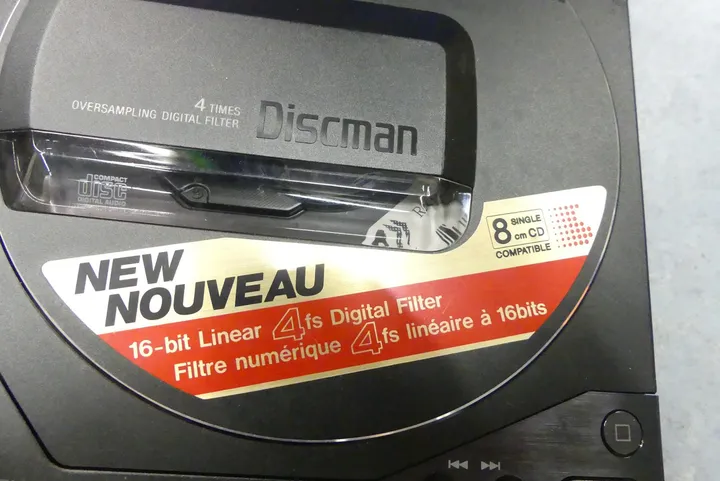 4 TIMES
OVERSAMPLING DIGITAL FILTER
Discman
COMPACT
disc
DIGITAL AUDIO
8 SINGLE
cm CD
COMPATIBLE
NEW
NOUVEAU
16-bit Linear 4fs Digital Filter
Filtre numérique 4fs linéaire à 16bits